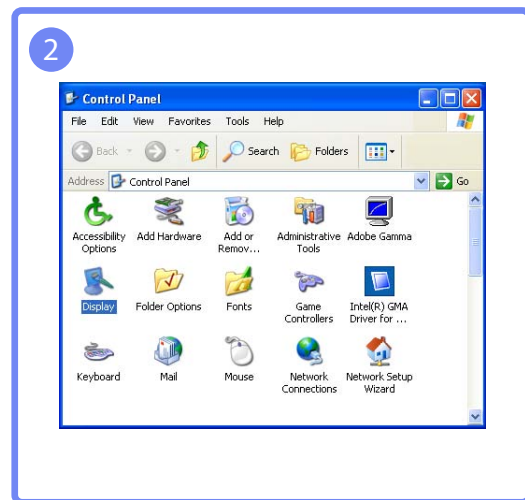 2
Control Panel
File Edit View Favorites Tools Help
Back Search Folders
Address Control Panel Go
Accessibility Options
Add Hardware
Add or Remov...
Administrative Tools
Adobe Gamma
Display
Folder Options
Fonts
Game Controllers
Intel(R) GMA Driver for ...
Keyboard
Mail
Mouse
Network Connections
Network Setup Wizard